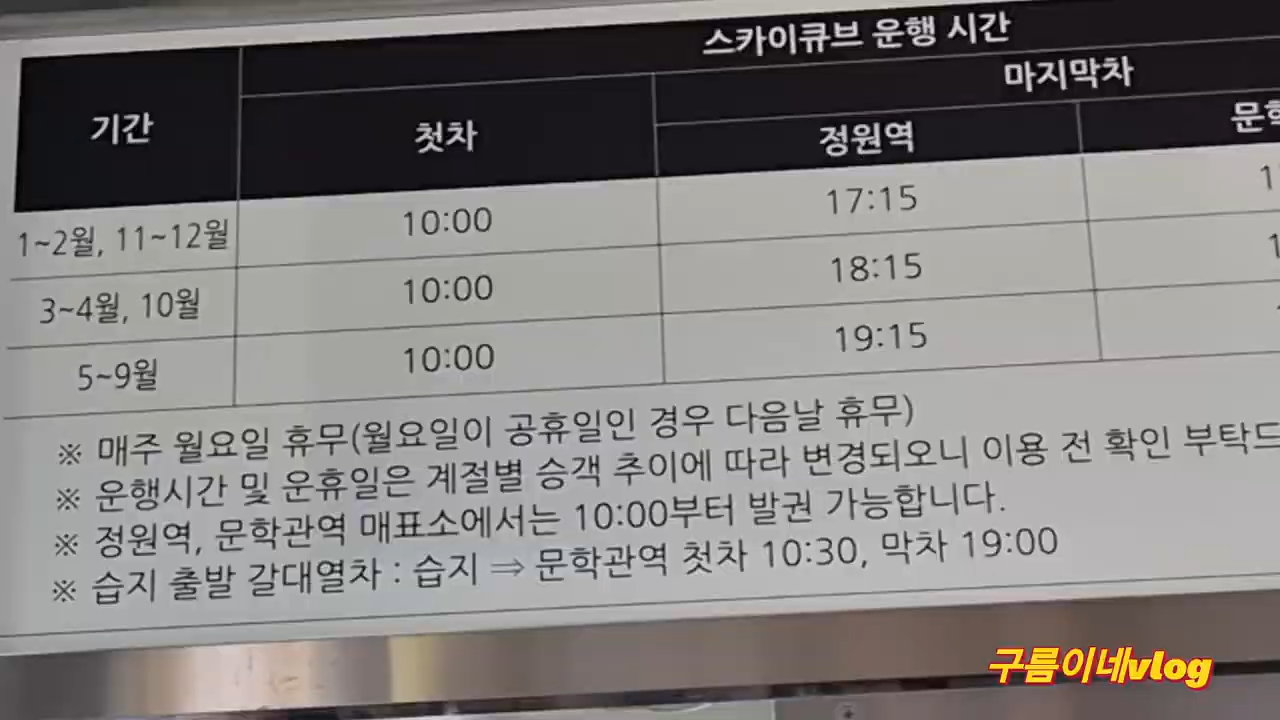 스카이큐브 운행 시간
기간 첫차 마지막차
정원역
1~2월, 11~12월 10:00 17:15
3~4월, 10월 10:00 18:15
5~9월 10:00 19:15
※ 매주 월요일 휴무(월요일이 공휴일인 경우 다음날 휴무)
※ 운행시간 및 운휴일은 계절별 승객 추이에 따라 변경되오니 이용 전 확인
※ 정원역, 문학관역 매표소에서는 10:00부터 발권 가능합니다.
※ 습지 출발 갈대열차 : 습지 ⇒ 문학관역 첫차 10:30, 막차 19:00
구름이네vlog